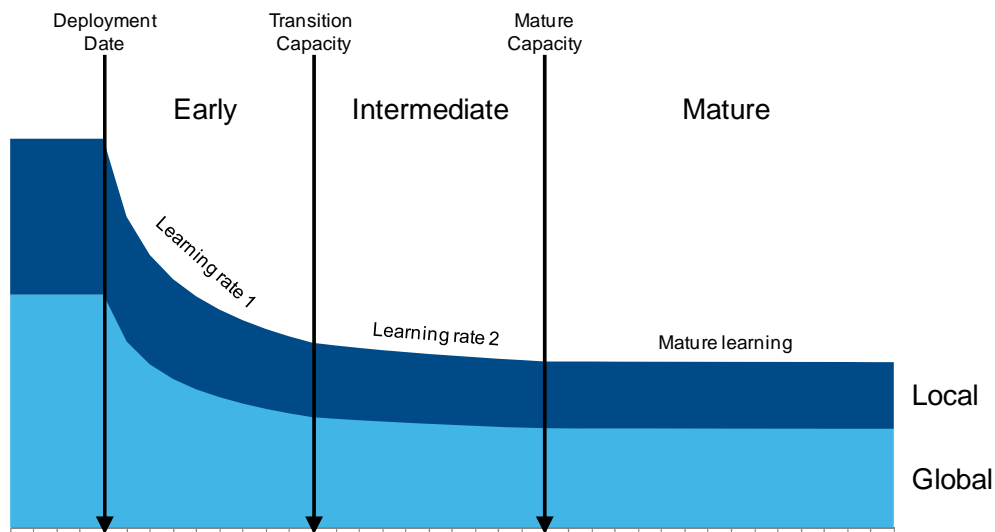 Deployment
Date
Transition
Capacity
Mature
Capacity
Early
Intermediate
Mature
Learning rate 1
Learning rate 2
Mature learning
Local
Global